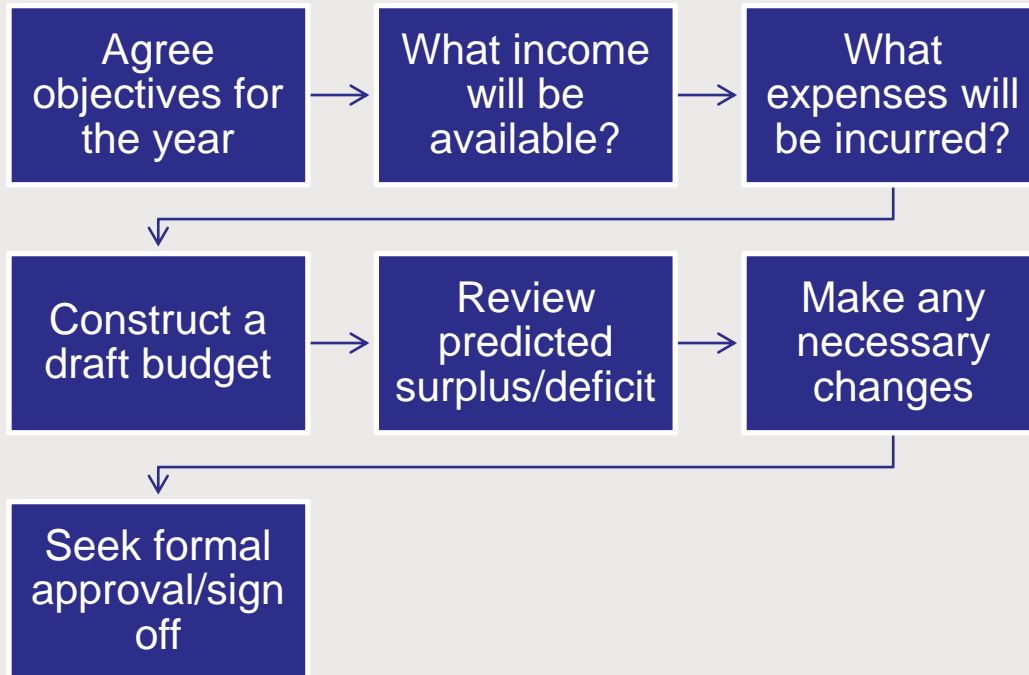 Agree
objectives for
the year
What income
will be
available?
What
expenses will
be incurred?
Construct a
draft budget
Review
predicted
surplus/deficit
Make any
necessary
changes
Seek formal
approval/sign
off